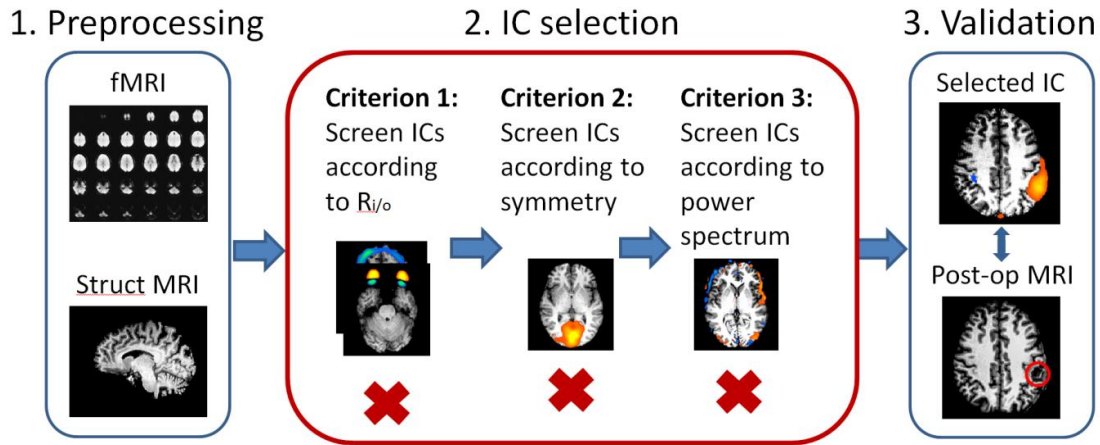 1. Preprocessing
2. IC selection
3. Validation
fMRI
Struct MRI
Criterion 1:
Screen ICs
according
to Ri/o
Criterion 2:
Screen ICs
according to
symmetry
Criterion 3:
Screen ICs
according to
power
spectrum
Selected IC
Post-op MRI